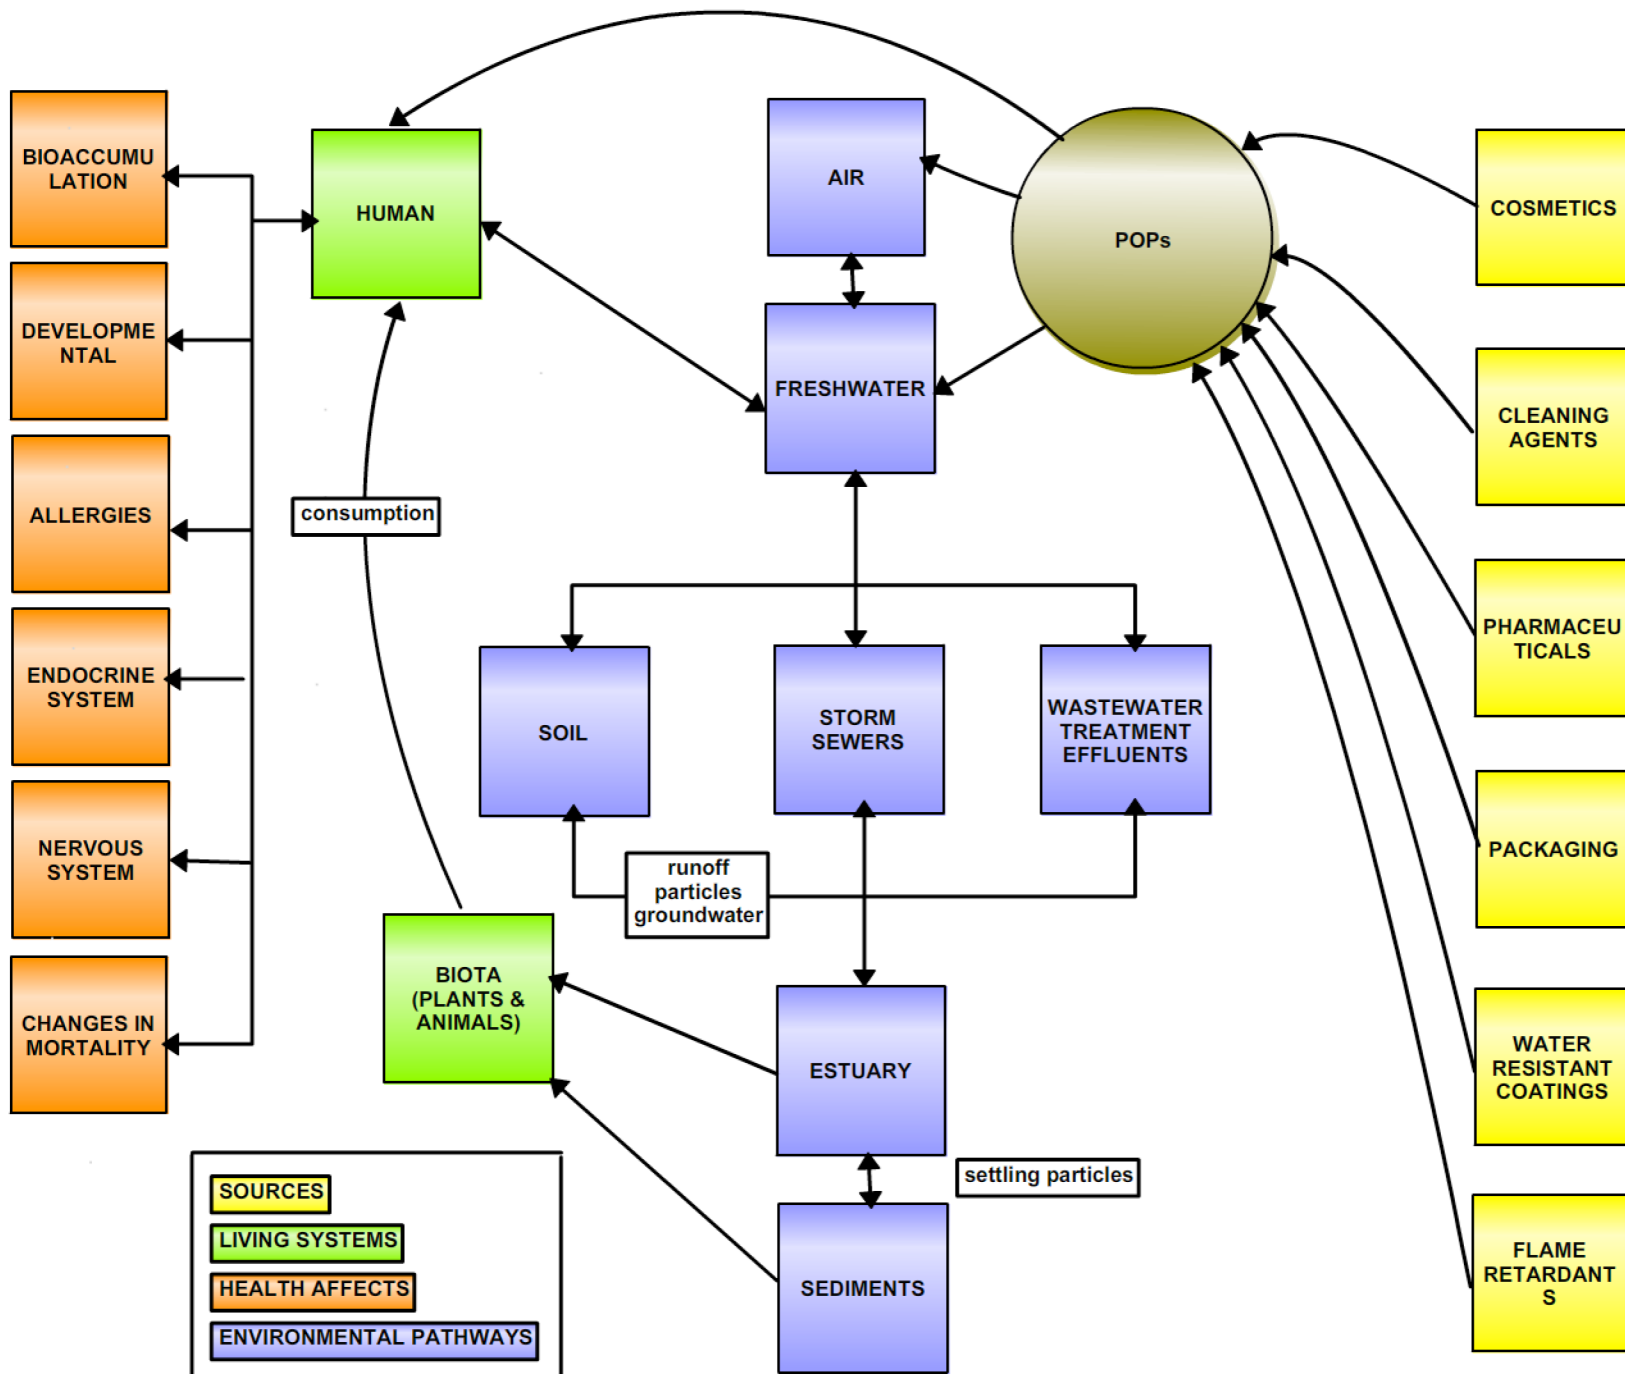 BIOACCUMU
LATION
DEVELOPME
NTAL
ALLERGIES
ENDOCRINE
SYSTEM
NERVOUS
SYSTEM
CHANGES IN
MORTALITY
HUMAN
consumption
BIOTA
(PLANTS &
ANIMALS)
AIR
FRESHWATER
SOIL
STORM
SEWERS
WASTEWATER
TREATMENT
EFFLUENTS
runoff
particles
groundwater
ESTUARY
settling particles
SEDIMENTS
POPs
COSMETICS
CLEANING
AGENTS
PHARMACEU
TICALS
PACKAGING
WATER
RESISTANT
COATINGS
FLAME
RETARDANT
S
SOURCES
LIVING SYSTEMS
HEALTH AFFECTS
ENVIRONMENTAL PATHWAYS